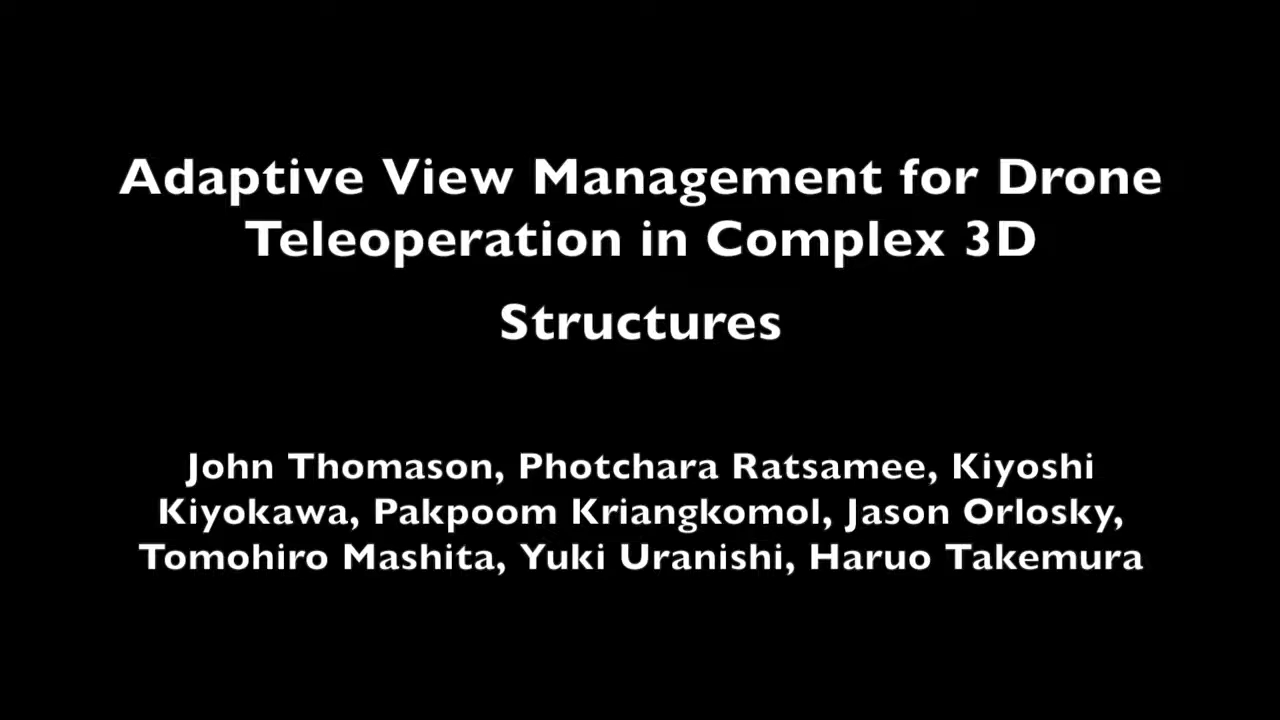 Adaptive View Management for Drone
Teleoperation in Complex 3D
Structures
John Thomason, Photchara Ratsamee, Kiyoshi
Kiyokawa, Pakpoom Kriangkomol, Jason Orlosky,
Tomohiro Mashita, Yuki Uranishi, Haruo Takemura